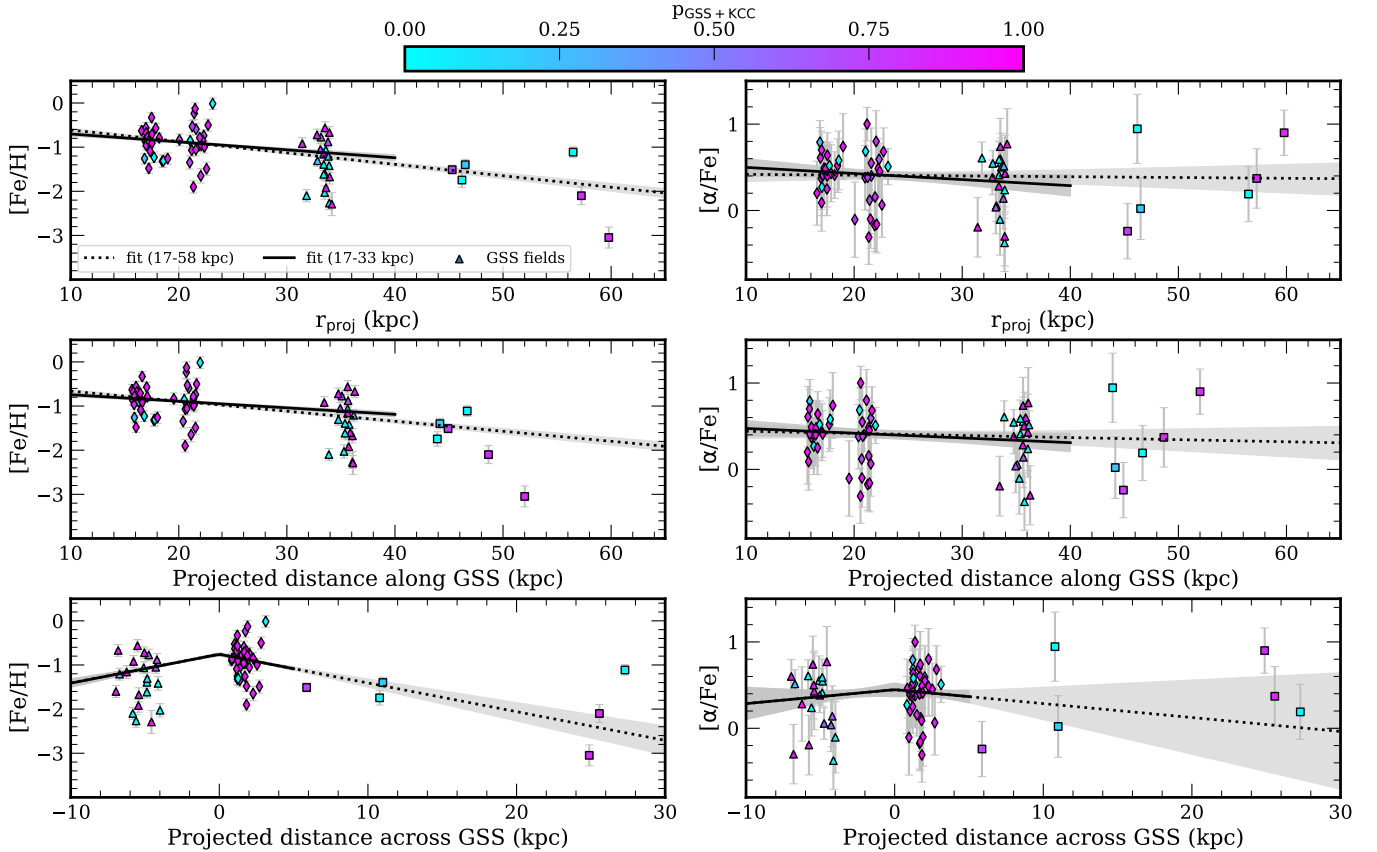 p_GSS+KCC
0.00 0.25 0.50 0.75 1.00
[Fe/H]
0
−1
−2
−3
fit (17-58 kpc) fit (17-33 kpc) GSS fields
10 20 30 40 50 60
r_proj (kpc)
[α/Fe]
1
0
10 20 30 40 50 60
r_proj (kpc)
[Fe/H]
0
−1
−2
−3
10 20 30 40 50 60
Projected distance along GSS (kpc)
[α/Fe]
1
0
10 20 30 40 50 60
Projected distance along GSS (kpc)
[Fe/H]
0
−1
−2
−3
−10 0 10 20 30
Projected distance across GSS (kpc)
[α/Fe]
1
0
−10 0 10 20 30
Projected distance across GSS (kpc)